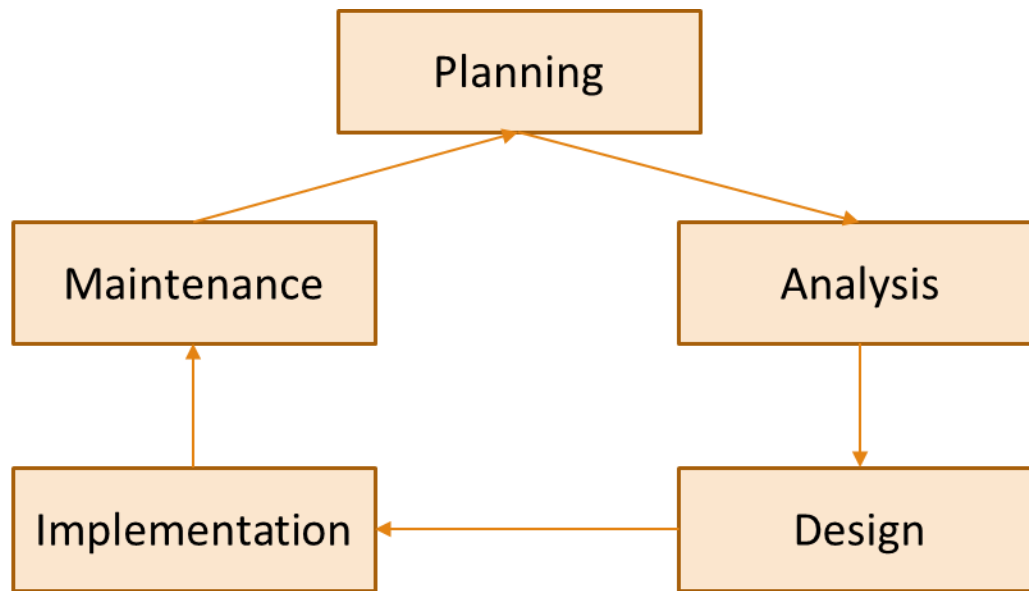 Planning
Maintenance
Analysis
Implementation
Design